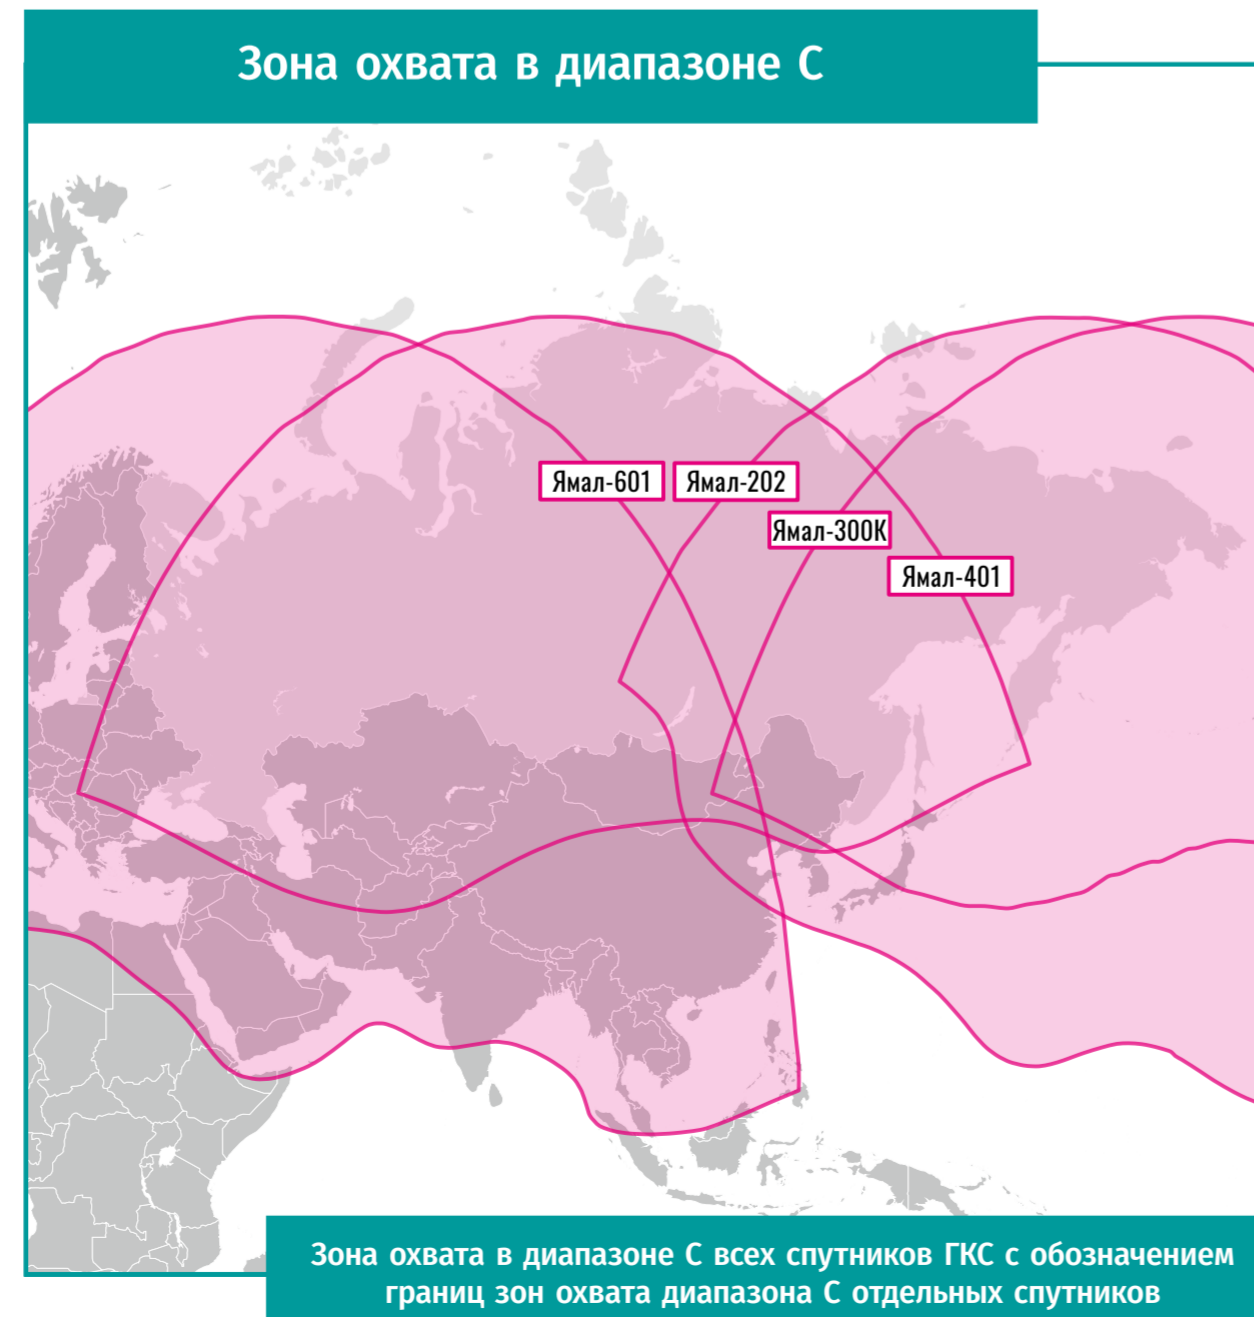 Зона охвата в диапазоне С
Ямал-601
Ямал-202
Ямал-300К
Ямал-401
Зона охвата в диапазоне С всех спутников ГКС с обозначением
границ зон охвата диапазона С отдельных спутников